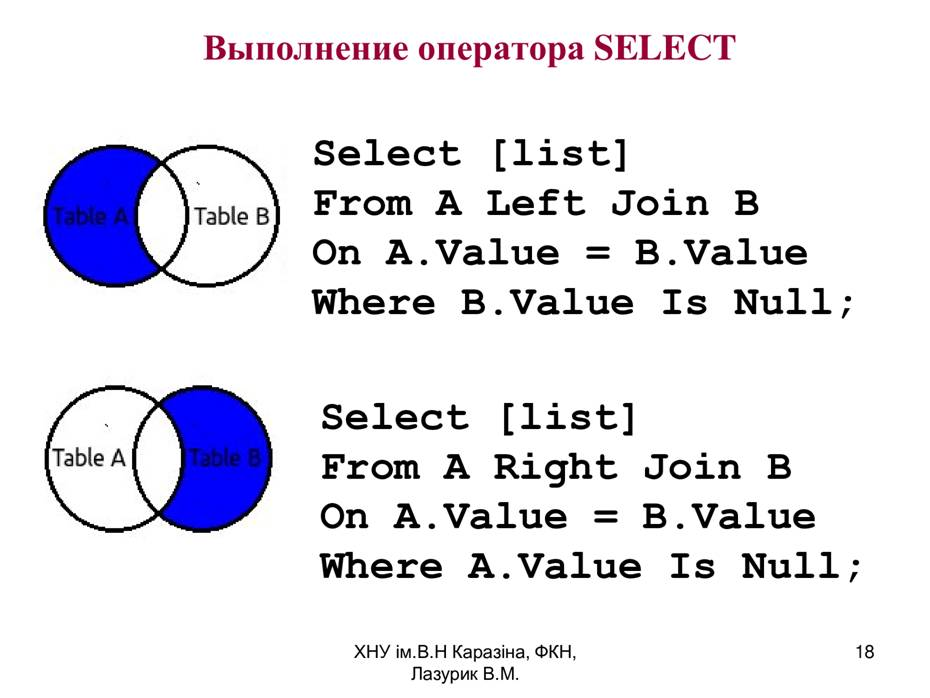 Выполнение оператора SELECT
Table A
Table B
Select [list]
From A Left Join B
On A.Value = B.Value
Where B.Value Is Null;
Table A
Table B
Select [list]
From A Right Join B
On A.Value = B.Value
Where A.Value Is Null;
ХНУ ім.В.Н Каразіна, ФКН,
Лазурик В.М.
18